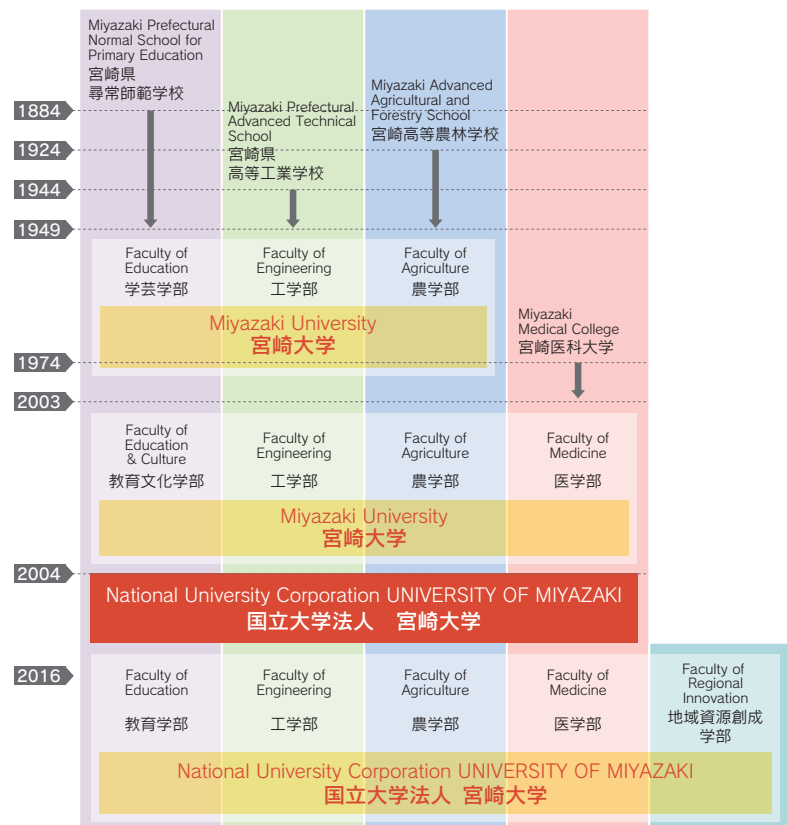 Miyazaki Prefectural
Normal School for
Primary Education
宮崎県
尋常師範学校
Miyazaki Prefectural
Advanced Technical
School
宮崎県
高等工業学校
Miyazaki Advanced
Agricultural and
Forestry School
宮崎高等農林学校
1884
1924
1944
1949
Faculty of
Education
学芸学部
Faculty of
Engineering
工学部
Faculty of
Agriculture
農学部
Miyazaki University
宮崎大学
Miyazaki
Medical College
宮崎医科大学
1974
2003
Faculty of
Education
& Culture
教育文化学部
Faculty of
Engineering
工学部
Faculty of
Agriculture
農学部
Faculty of
Medicine
医学部
Miyazaki University
宮崎大学
2004
National University Corporation UNIVERSITY OF MIYAZAKI
国立大学法人 宮崎大学
2016
Faculty of
Education
教育学部
Faculty of
Engineering
工学部
Faculty of
Agriculture
農学部
Faculty of
Medicine
医学部
Faculty of
Regional
Innovation
地域資源創成
学部
National University Corporation UNIVERSITY OF MIYAZAKI
国立大学法人 宮崎大学